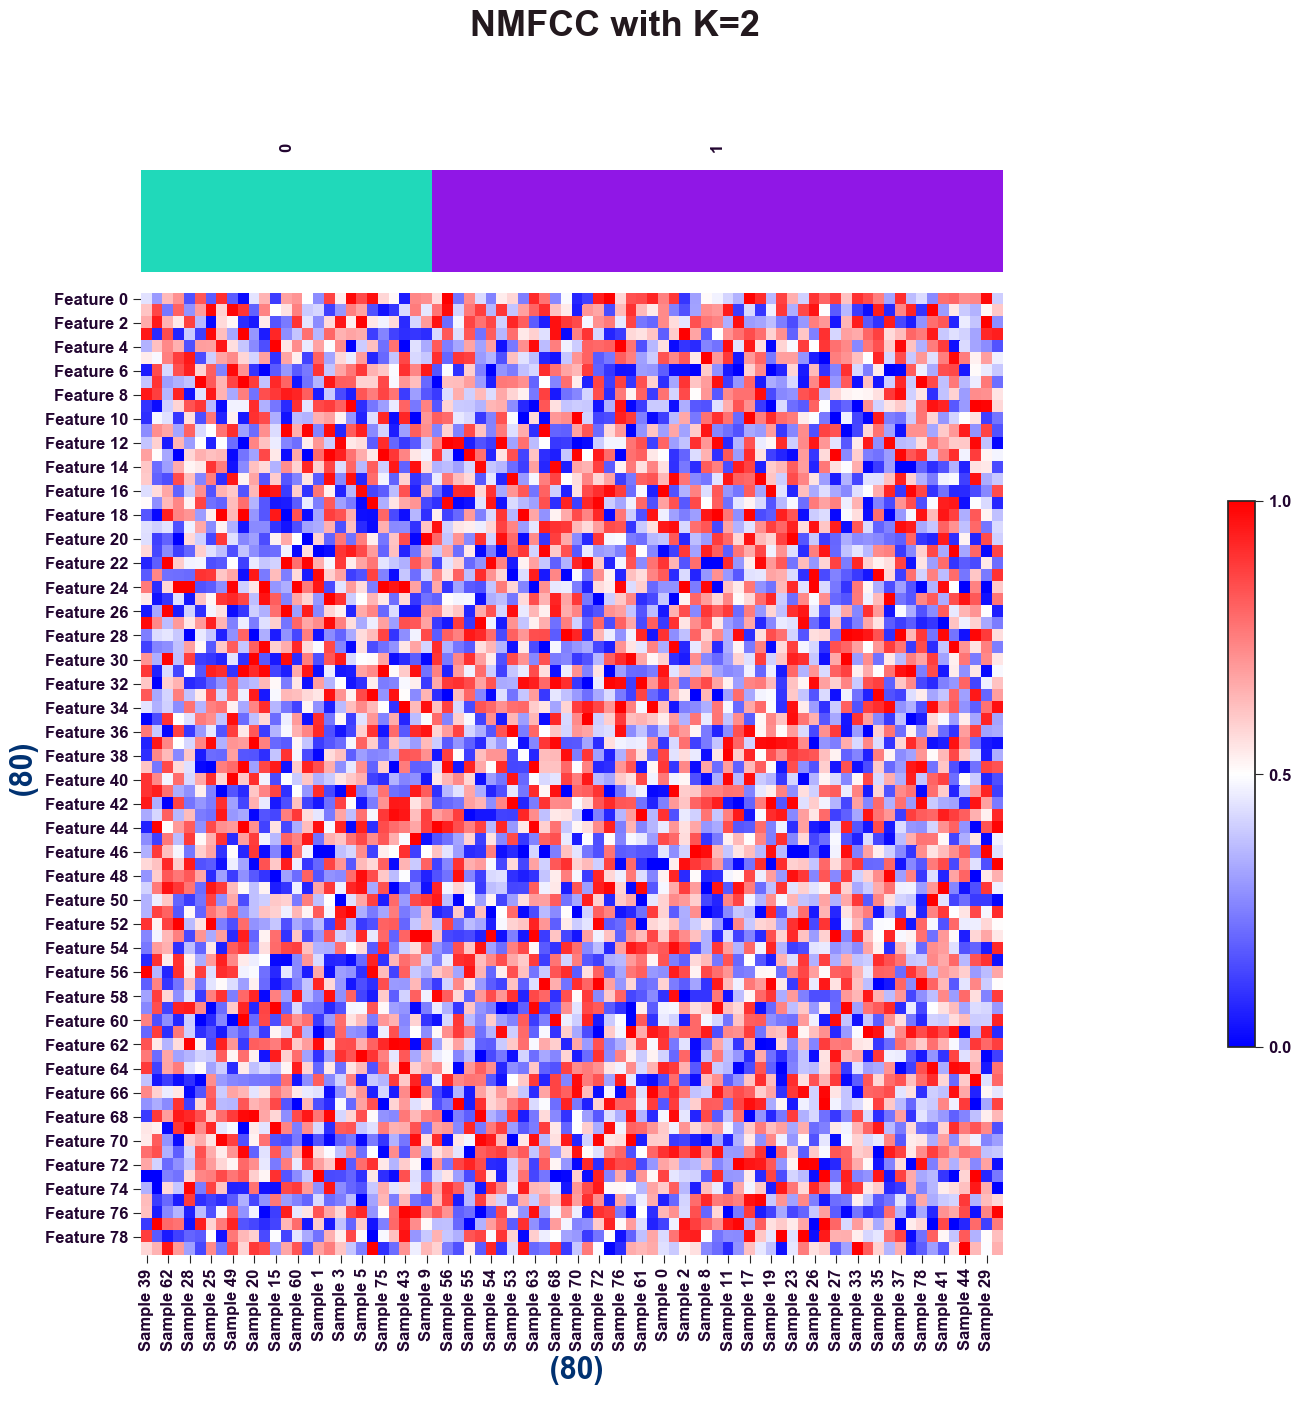 NMFCC with K=2
0
1
Feature 0
Feature 2
Feature 4
Feature 6
Feature 8
Feature 10
Feature 12
Feature 14
Feature 16
Feature 18
Feature 20
Feature 22
Feature 24
Feature 26
Feature 28
Feature 30
Feature 32
Feature 34
Feature 36
Feature 38
Feature 40
Feature 42
Feature 44
Feature 46
Feature 48
Feature 50
Feature 52
Feature 54
Feature 56
Feature 58
Feature 60
Feature 62
Feature 64
Feature 66
Feature 68
Feature 70
Feature 72
Feature 74
Feature 76
Feature 78
(80)
1.0
0.5
0.0
Sample 39
Sample 62
Sample 28
Sample 25
Sample 49
Sample 20
Sample 15
Sample 60
Sample 1
Sample 3
Sample 5
Sample 75
Sample 43
Sample 9
Sample 56
Sample 55
Sample 54
Sample 53
Sample 63
Sample 68
Sample 70
Sample 72
Sample 76
Sample 61
Sample 0
Sample 2
Sample 8
Sample 11
Sample 17
Sample 19
Sample 23
Sample 26
Sample 27
Sample 33
Sample 35
Sample 37
Sample 78
Sample 41
Sample 44
Sample 29
(80)